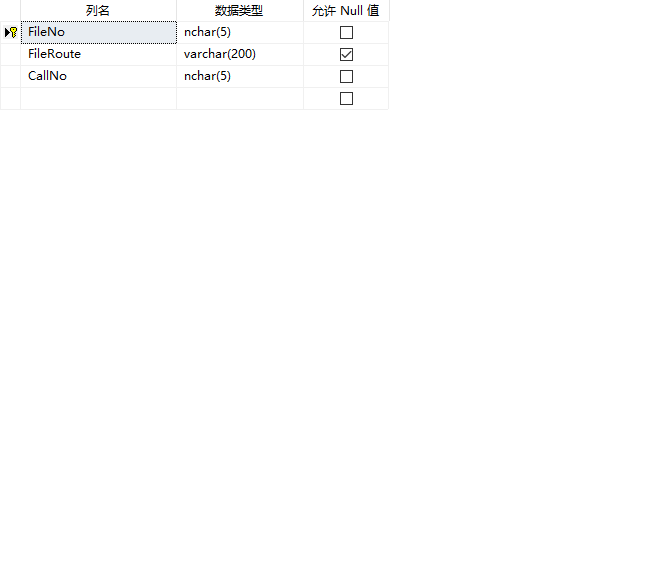 列名 数据类型 允许 Null 值
FileNo nchar(5)
FileRoute varchar(200)
CallNo nchar(5)